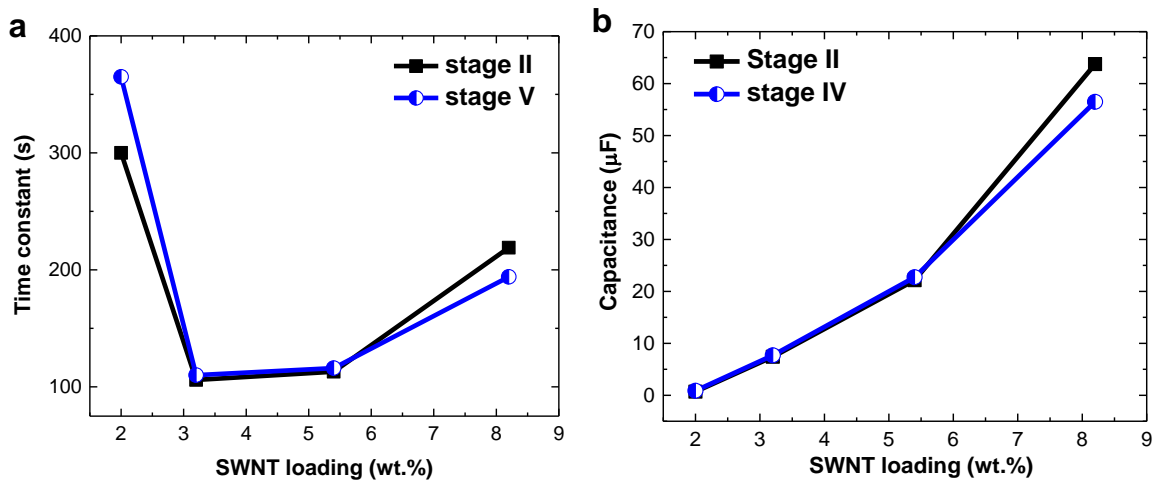 a
400
300
200
100
Time constant (s)
stage II
stage V
2 3 4 5 6 7 8 9
SWNT loading (wt.%)
b
70
60
50
40
30
20
10
0
Capacitance (μF)
Stage II
stage IV
2 3 4 5 6 7 8 9
SWNT loading (wt.%)